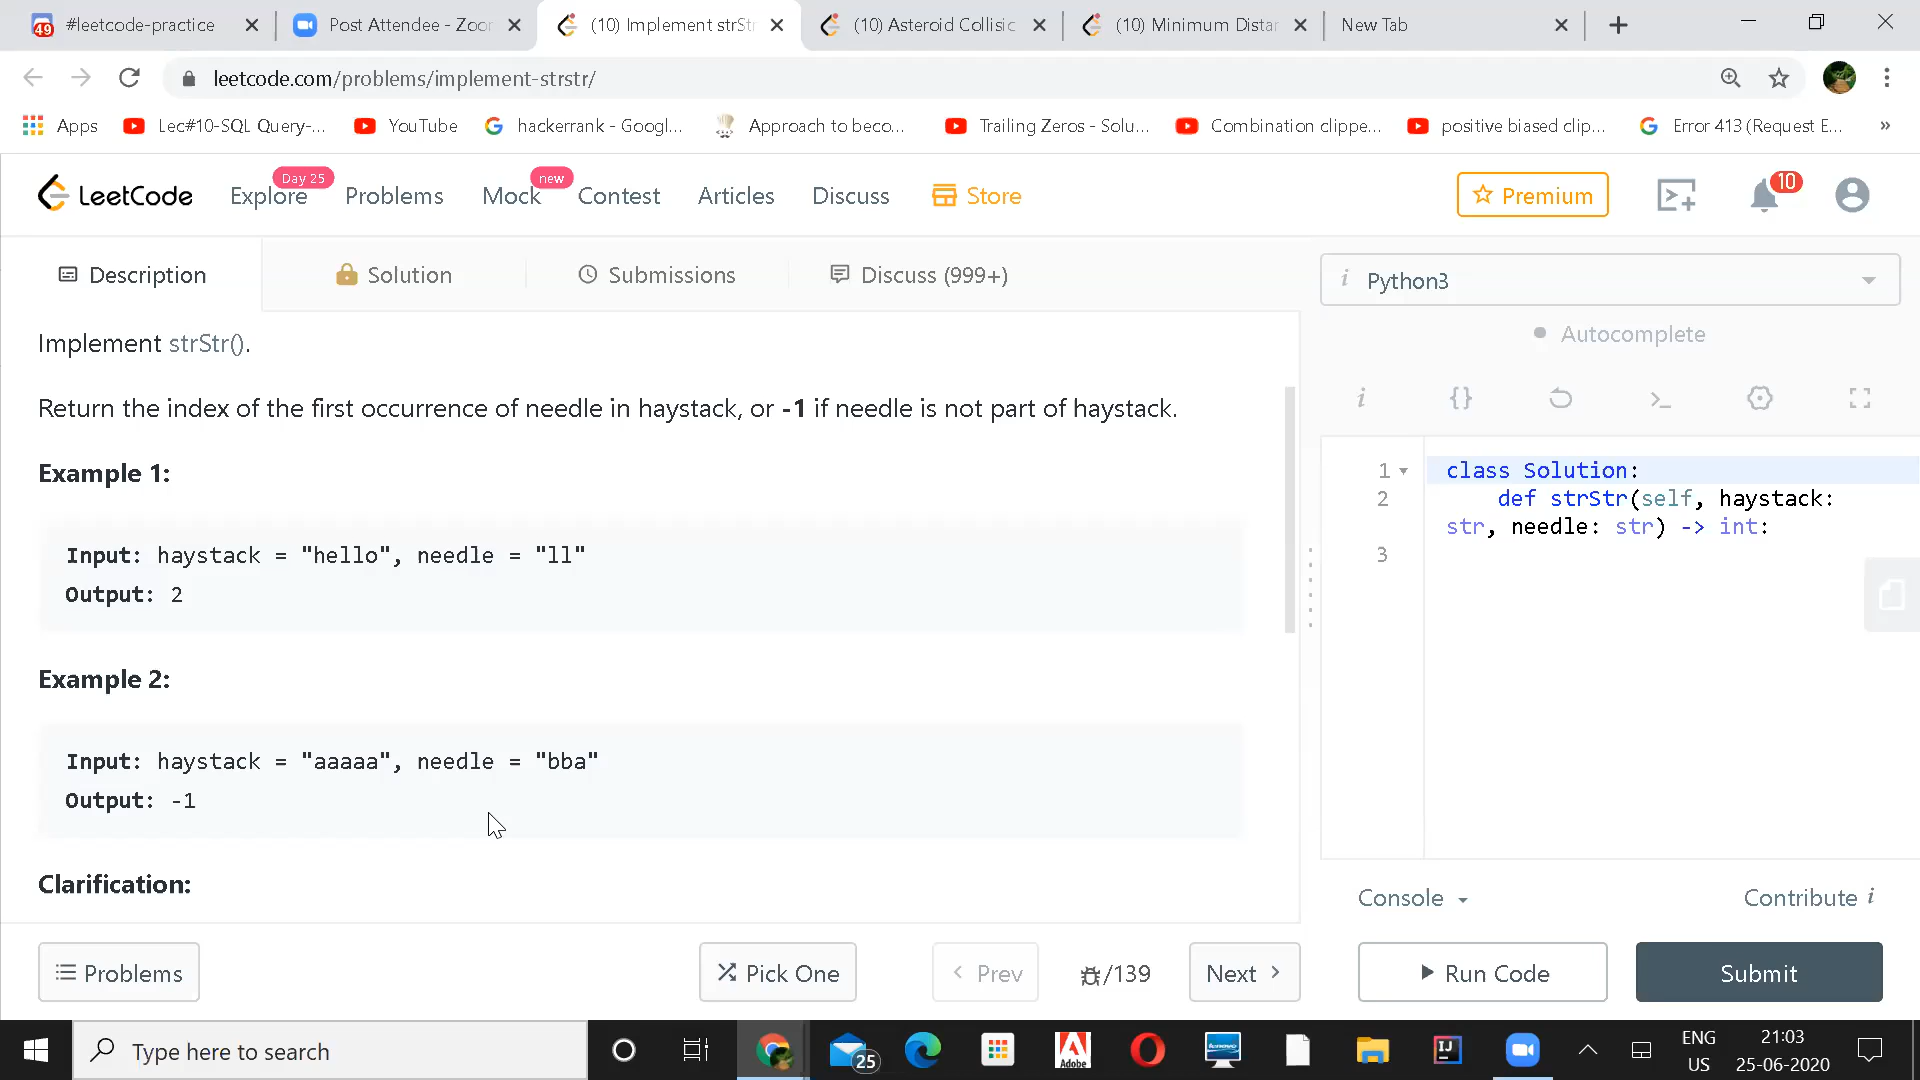 49 #leetcode-practice
Post Attendee - Zoom
(10) Implement strStr
(10) Asteroid Collisic
(10) Minimum Distar
New Tab
leetcode.com/problems/implement-strstr/
Apps
Lec#10-SQL Query-...
YouTube
hackerrank - Googl...
Approach to beco...
Trailing Zeros - Solu...
Combination clippe...
positive biased clip...
Error 413 (Request E...
»
LeetCode
Explore Day 25
Problems
Mock new
Contest
Articles
Discuss
Store
Premium
10
Description
Solution
Submissions
Discuss (999+)
Implement strStr().
Return the index of the first occurrence of needle in haystack, or -1 if needle is not part of haystack.
Example 1:
Input: haystack = "hello", needle = "ll"
Output: 2
Example 2:
Input: haystack = "aaaaa", needle = "bba"
Output: -1
Clarification:
Problems
Pick One
< Prev
/139
Next >
i Python3
Autocomplete
i {} >_
1 class Solution:
2 def strStr(self, haystack:
str, needle: str) -> int:
3
Console
Contribute i
Run Code
Submit
Type here to search
25
Adobe
lenovo
IJ
ENG
US
21:03
25-06-2020